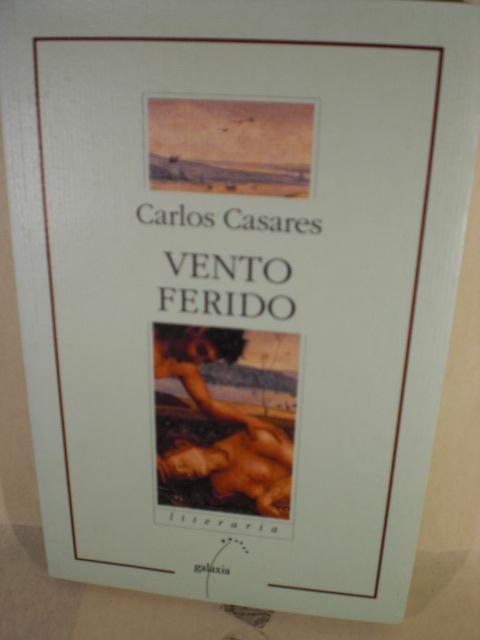 Carlos Casares
VENTO
FERIDO
literaria
galaxia